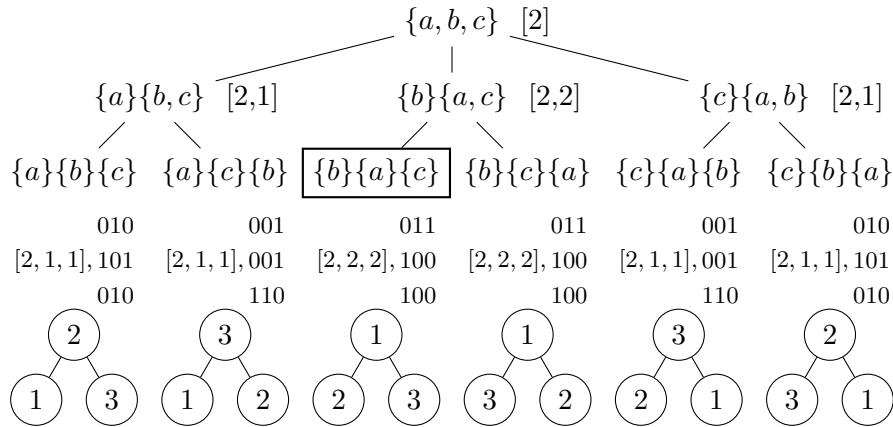 {a, b, c} [2]
{a}{b, c} [2,1] {b}{a, c} [2,2] {c}{a, b} [2,1]
{a}{b}{c} {a}{c}{b} {b}{a}{c} {b}{c}{a} {c}{a}{b} {c}{b}{a}
010 001 011 011 001 010
[2, 1, 1], 101 [2, 1, 1], 001 [2, 2, 2], 100 [2, 2, 2], 100 [2, 1, 1], 001 [2, 1, 1], 101
010 110 100 100 110 010
2 3 1 1 3 2
1 3 1 2 2 3 3 2 2 1 3 1